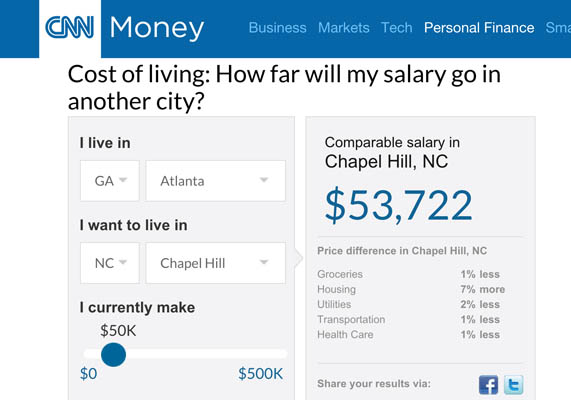 CNN Money Business Markets Tech Personal Finance
Cost of living: How far will my salary go in
another city?
I live in
GA Atlanta
I want to live in
NC Chapel Hill
I currently make
$50K
$0 $500K
Comparable salary in
Chapel Hill, NC
$53,722
Price difference in Chapel Hill, NC
Groceries 1% less
Housing 7% more
Utilities 2% less
Transportation 1% less
Health Care 1% less
Share your results via: